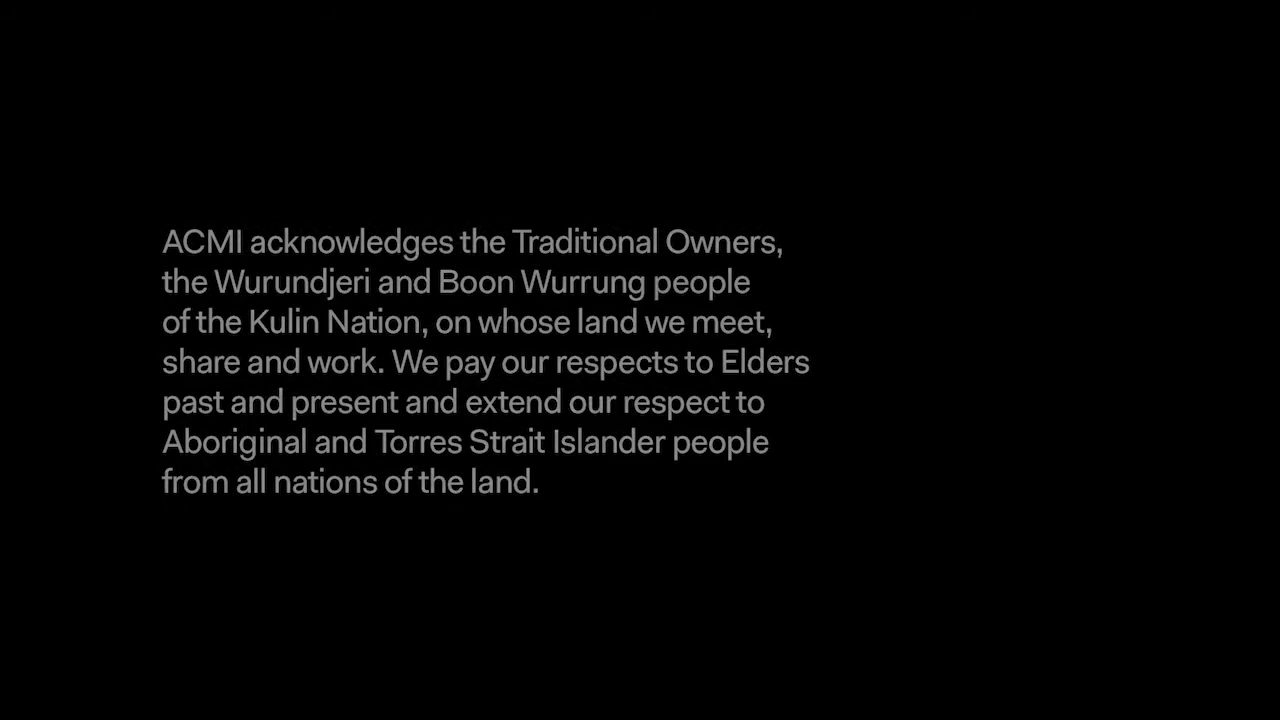 ACMI acknowledges the Traditional Owners,
the Wurundjeri and Boon Wurrung people
of the Kulin Nation, on whose land we meet,
share and work. We pay our respects to Elders
past and present and extend our respect to
Aboriginal and Torres Strait Islander people
from all nations of the land.